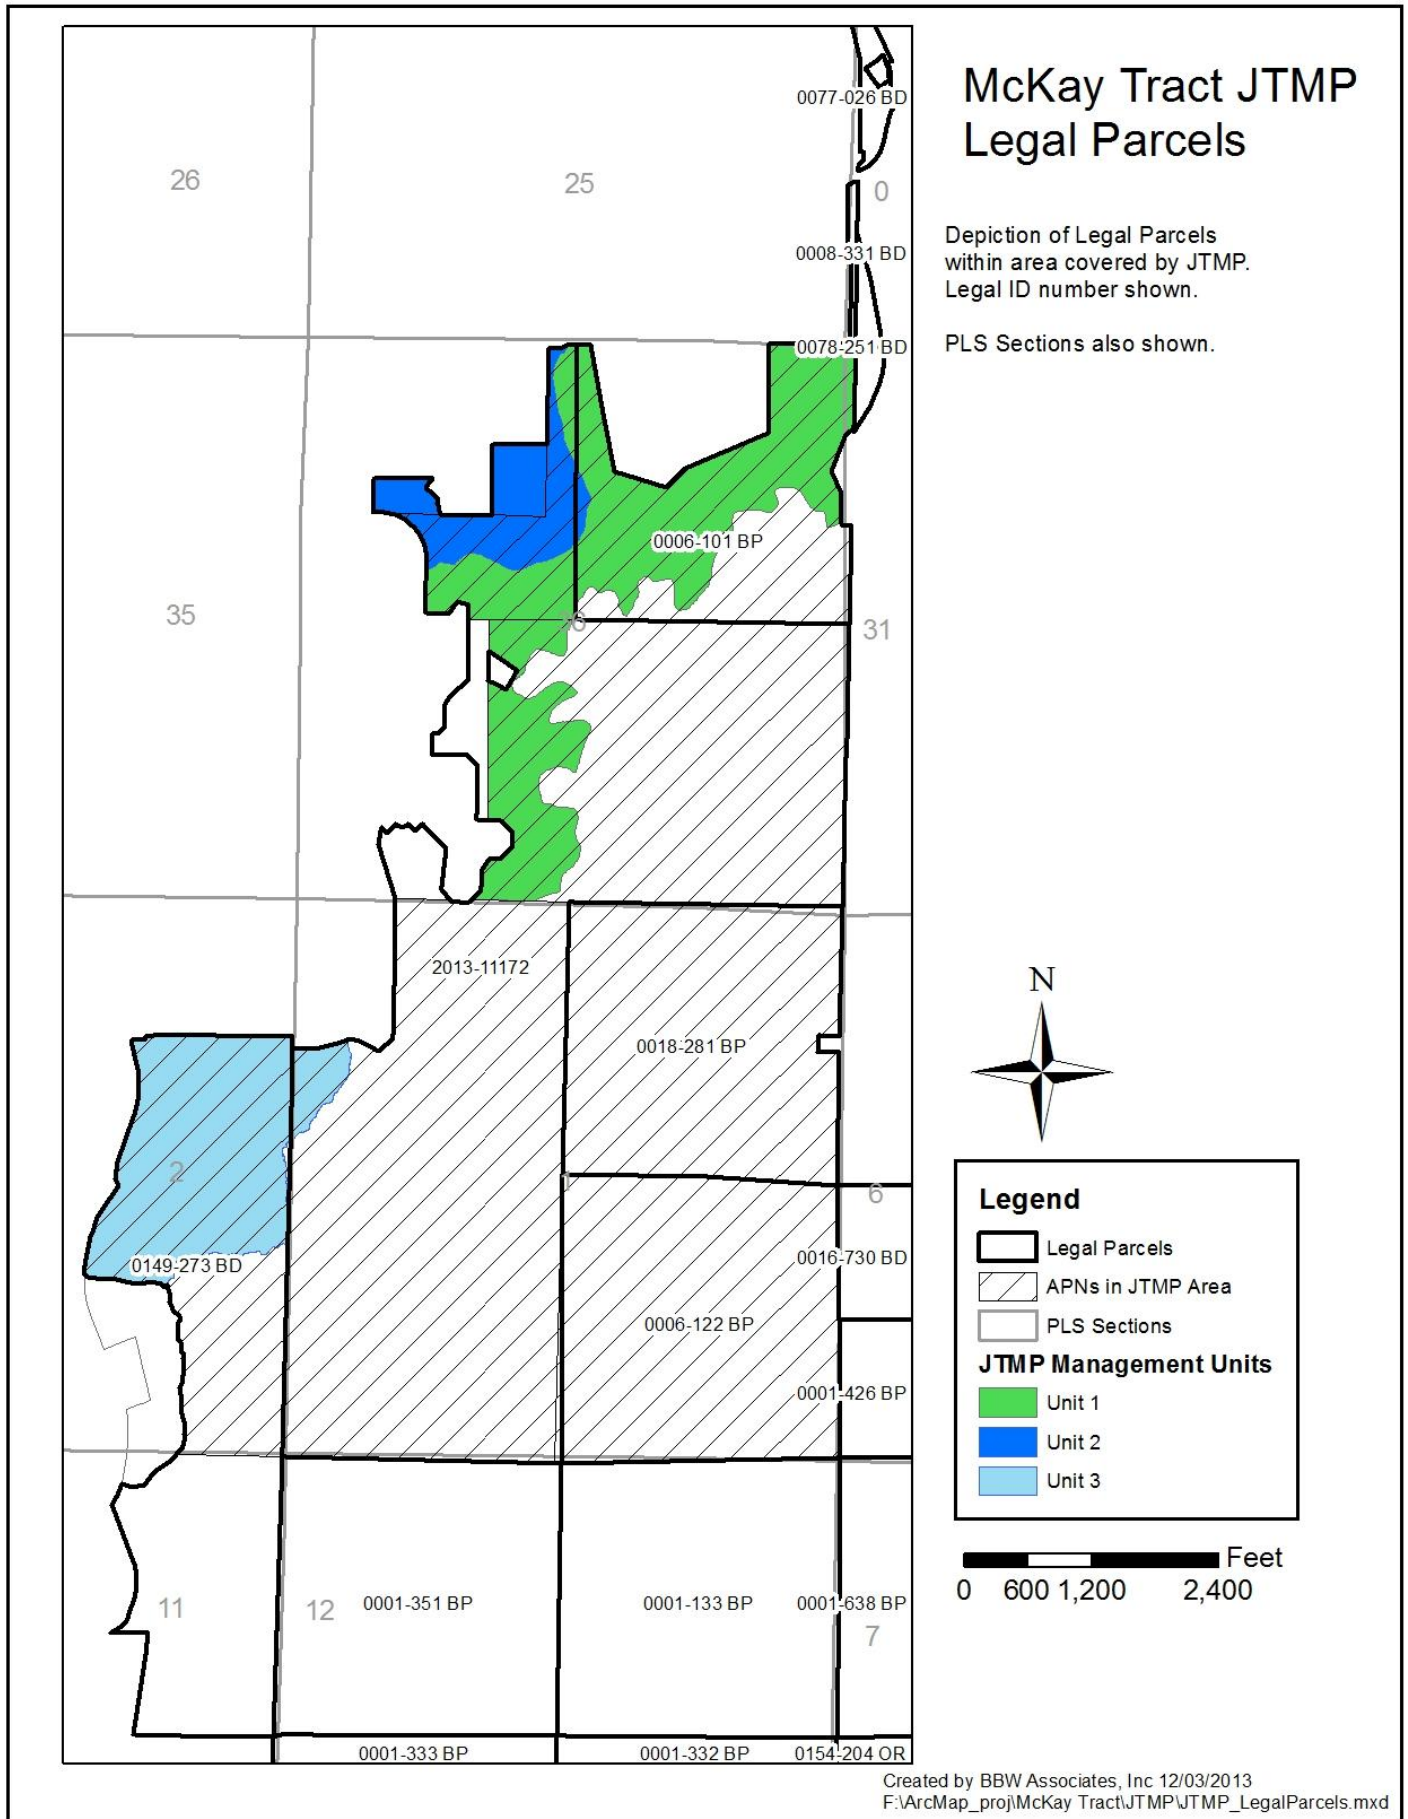 McKay Tract JTMP
Legal Parcels
Depiction of Legal Parcels
within area covered by JTMP.
Legal ID number shown.
PLS Sections also shown.
0077-026 BD
26
25
0
0008-331 BD
0078-251 BD
0006-101 BP
35
36
31
2013-11172
0018-281 BP
2
1
6
0149-273 BD
0016-730 BD
0006-122 BP
0001-426 BP
11
12
0001-351 BP
0001-133 BP
0001-638 BP
7
0001-333 BP
0001-332 BP
0154-204 OR
N
Legend
Legal Parcels
APNs in JTMP Area
PLS Sections
JTMP Management Units
Unit 1
Unit 2
Unit 3
Feet
0 600 1,200 2,400
Created by BBW Associates, Inc 12/03/2013
F:\ArcMap_proj\McKay Tract\JTMP\JTMP_LegalParcels.mxd